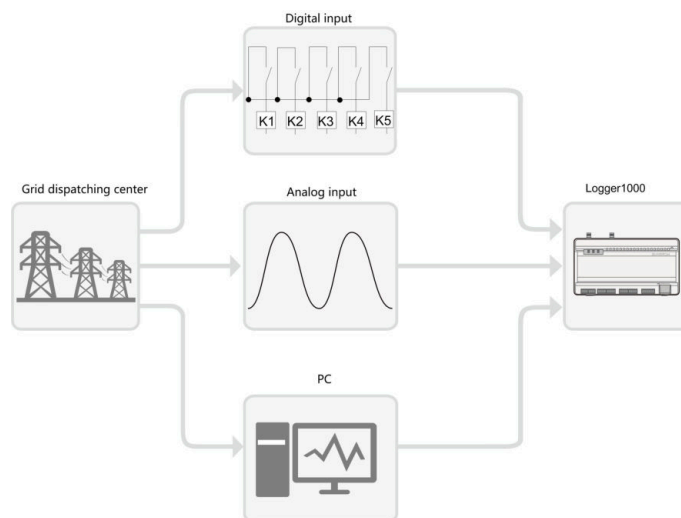 Digital input
K1 K2 K3 K4 K5
Grid dispatching center
Analog input
Logger1000
PC